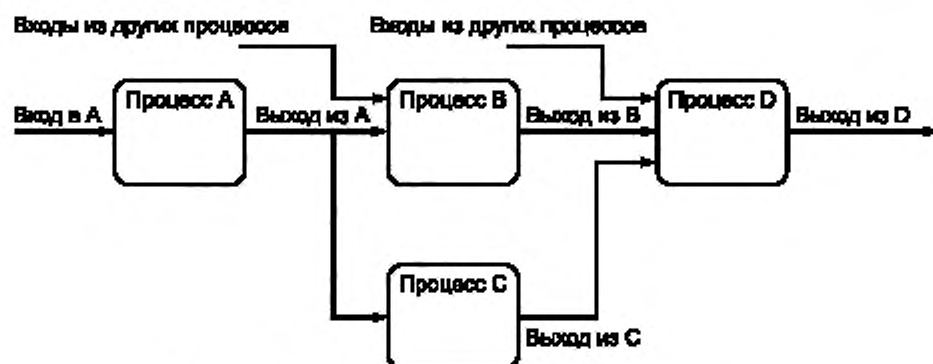 Входы из других процессов
Входы из других процессов
Вход в A
Процесс A
Выход из A
Процесс B
Выход из B
Процесс D
Выход из D
Процесс C
Выход из C